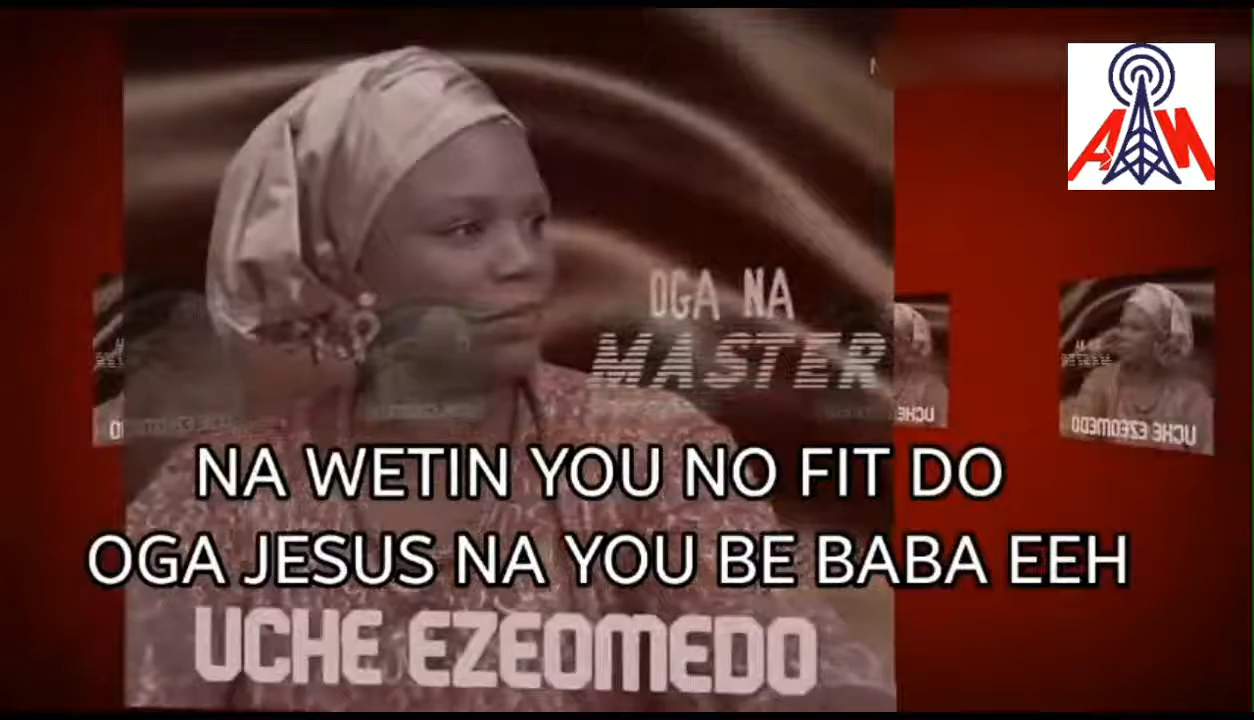 OGA NA
MASTER
NA WETIN YOU NO FIT DO
OGA JESUS NA YOU BE BABA EEH
UCHE EZEOMEDO
UCHE
UCHE EZEOMEDO